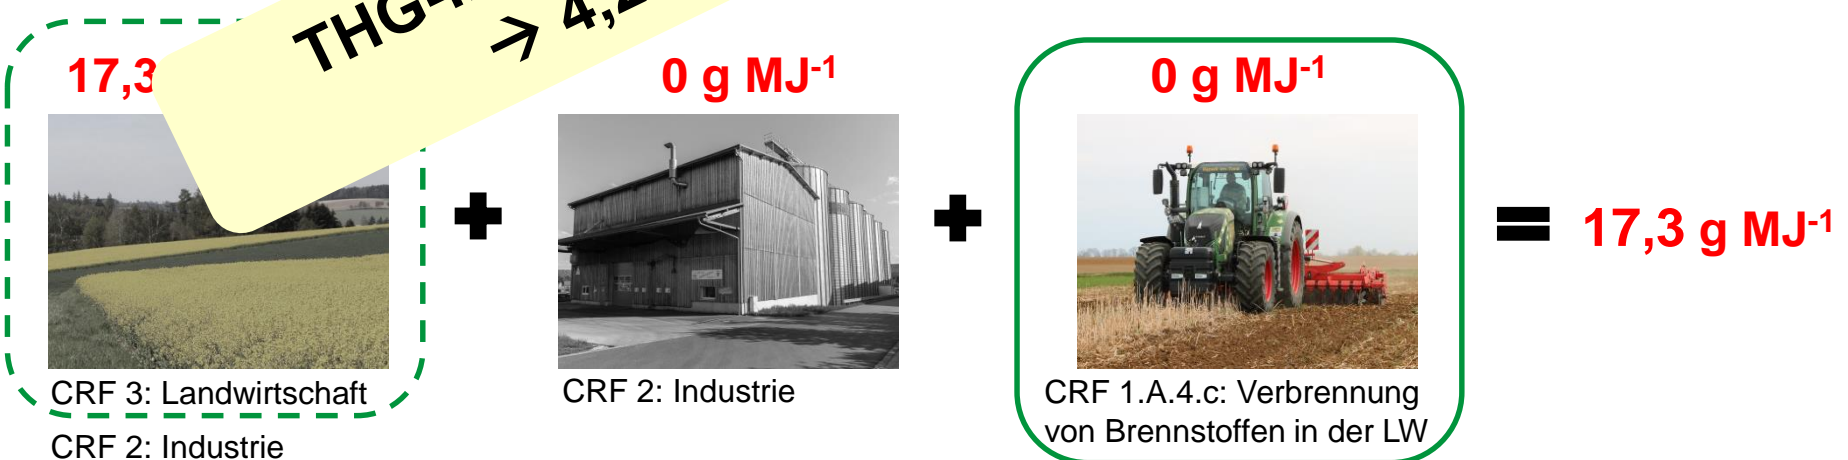 THG-
→ 4,2
17,3
0 g MJ-1
0 g MJ-1
17,3 g MJ-1
CRF 3: Landwirtschaft
CRF 2: Industrie
CRF 2: Industrie
CRF 1.A.4.c: Verbrennung
von Brennstoffen in der LW